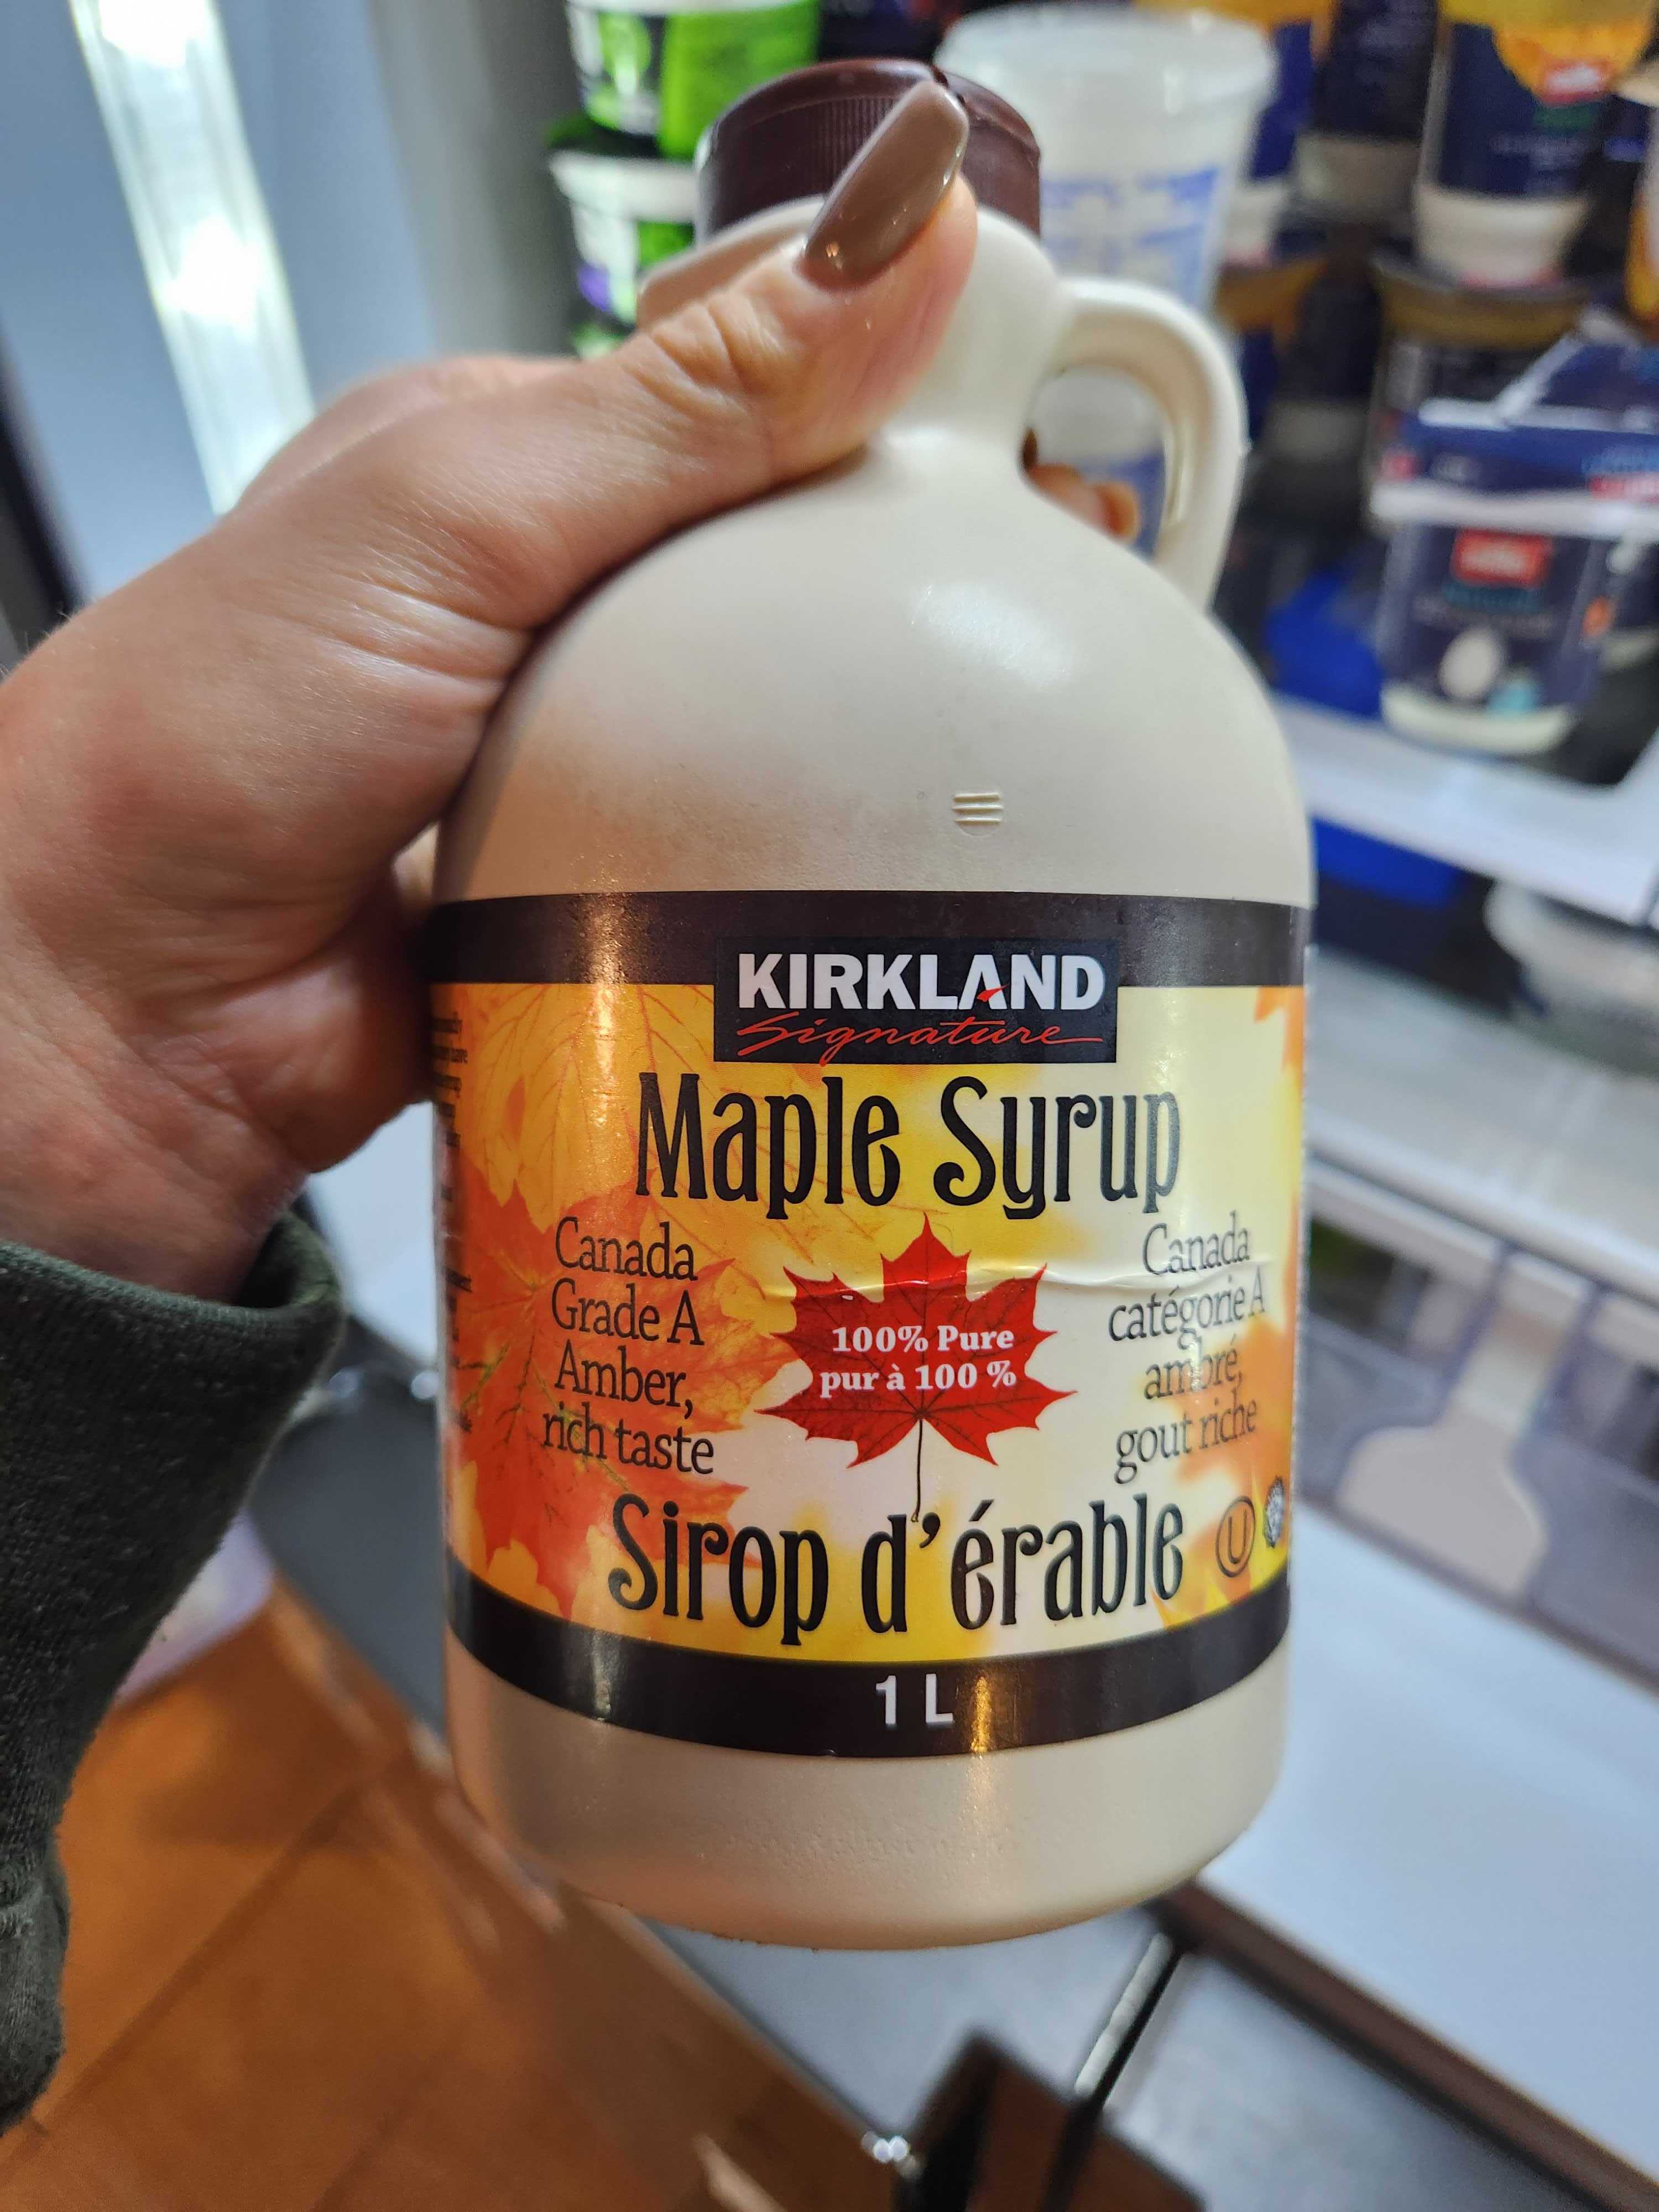 KIRKLAND
Signature
Maple Syrup
Canada
Grade A
Amber,
rich taste
100% Pure
pur à 100 %
Canada
catégorie A
ambré,
gout riche
Sirop d'érable
U
1 L